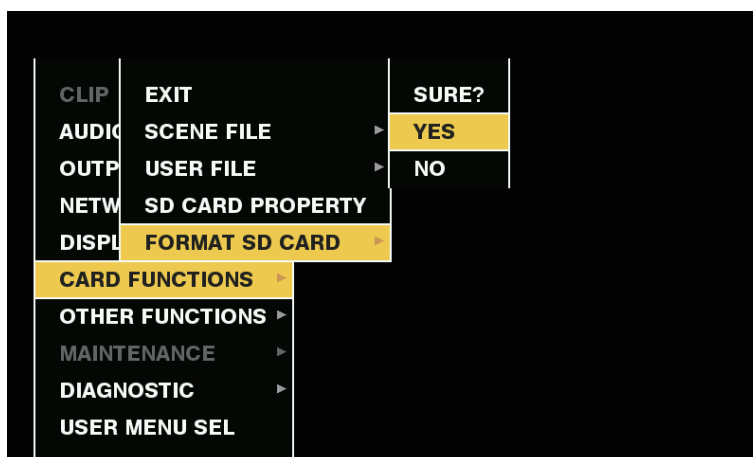 CLIP
AUDIO
OUTP
NETW
DISPL
CARD FUNCTIONS
OTHER FUNCTIONS
MAINTENANCE
DIAGNOSTIC
USER MENU SEL
EXIT
SCENE FILE
USER FILE
SD CARD PROPERTY
FORMAT SD CARD
SURE?
YES
NO